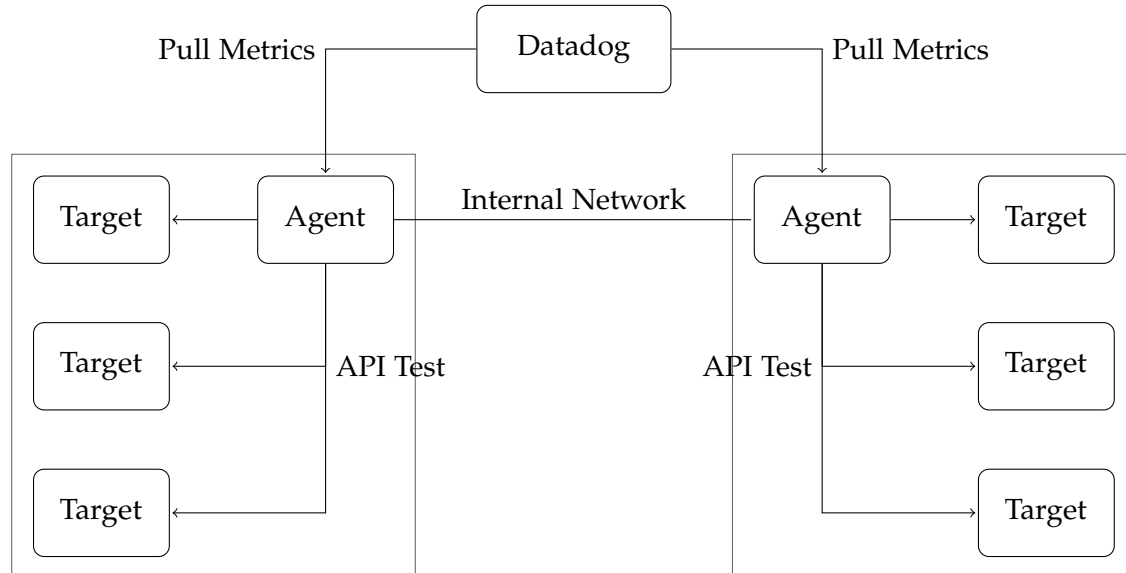 Pull Metrics
Datadog
Pull Metrics
Target
Agent
Internal Network
Agent
Target
Target
API Test
API Test
Target
Target
Target